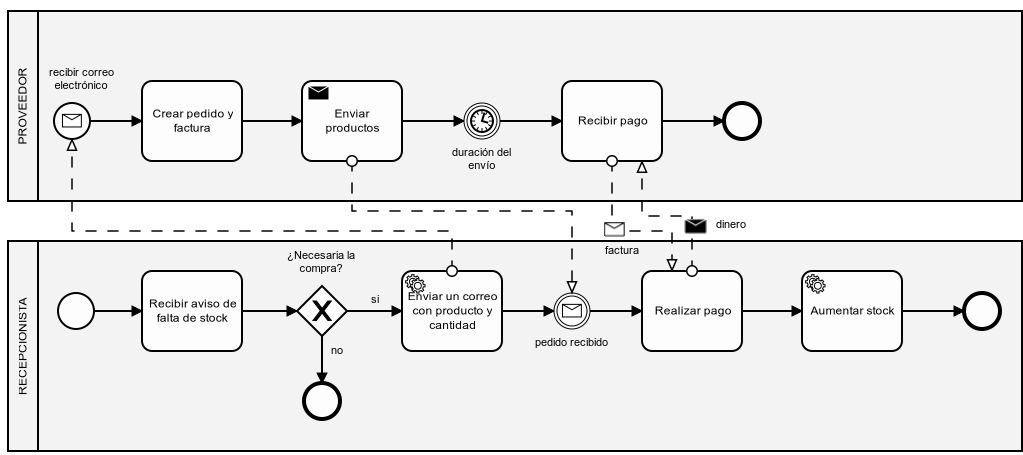 PROVEEDOR
recibir correo
electrónico
Crear pedido y
factura
Enviar
productos
duración del
envío
Recibir pago
factura
dinero
RECEPCIONISTA
Recibir aviso de
falta de stock
¿Necesaria la
compra?
si
no
Enviar un correo
con producto y
cantidad
pedido recibido
Realizar pago
Aumentar stock